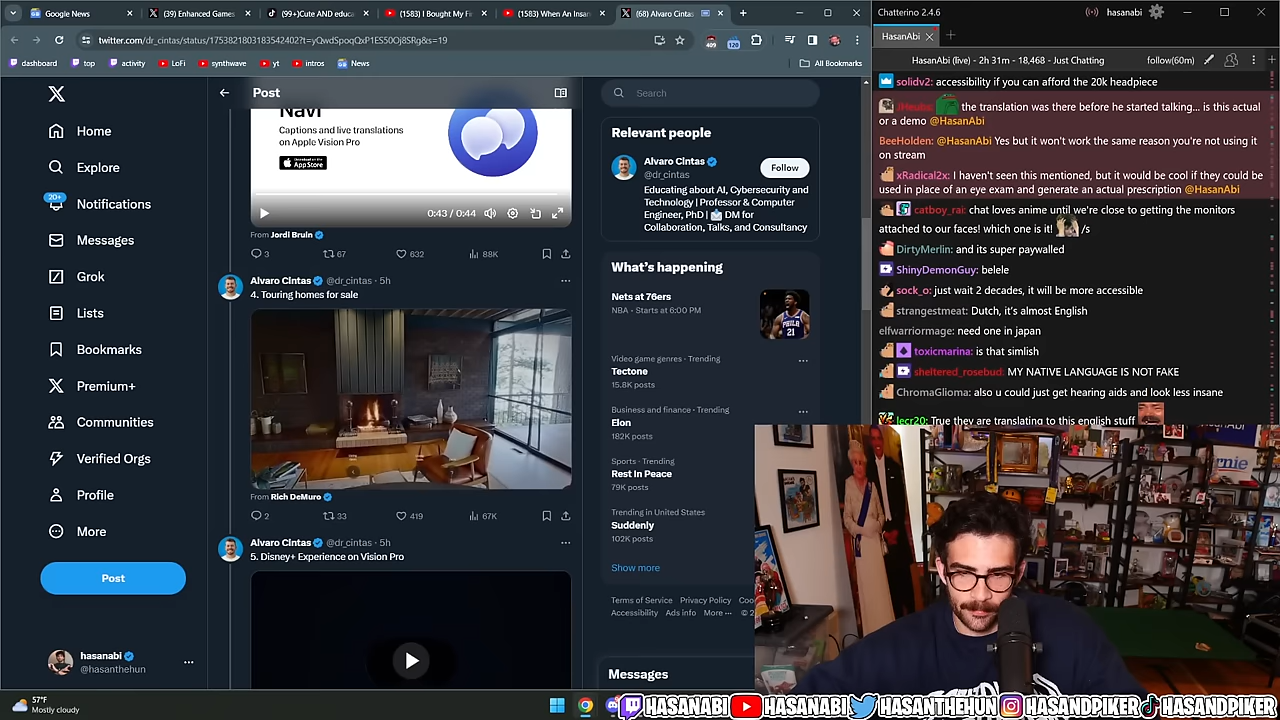 Google News
(39) Enhanced Games
(99+)Cute AND educa
(1583) I Bought My Fi
(1583) When An Insan
(68) Alvaro Cintas
twitter.com/dr_cintas/status/1753821803183542402?t=yQwdSpoqQxP1ES50Oj8SRg&s=19
409
120
dashboard
top
activity
LoFi
synthwave
yt
intros
News
All Bookmarks
Home
Explore
20+
Notifications
Messages
Grok
Lists
Bookmarks
Premium+
Communities
Verified Orgs
Profile
More
Post
hasanabi
@hasanthehun
Post
Navi
Captions and live translations
on Apple Vision Pro
Download on the
App Store
0:43 / 0:44
From Jordi Bruin
3
67
632
88K
Alvaro Cintas @dr_cintas · 5h
4. Touring homes for sale
From Rich DeMuro
2
33
419
67K
Alvaro Cintas @dr_cintas · 5h
5. Disney+ Experience on Vision Pro
Search
Relevant people
Alvaro Cintas
@dr_cintas
Follow
Educating about AI, Cybersecurity and
Technology | Professor & Computer
Engineer, PhD | DM for
Collaboration, Talks, and Consultancy
What's happening
Nets at 76ers
NBA · Starts at 6:00 PM
PHILA
21
Video game genres · Trending
Tectone
15.8K posts
Business and finance · Trending
Elon
182K posts
Sports · Trending
Rest In Peace
79K posts
Trending in United States
Suddenly
102K posts
Show more
Terms of Service Privacy Policy Coo
Accessibility Ads info More ··· © 2
Messages
Chatterino 2.4.6
hasanabi
HasanAbi
HasanAbi (live) - 2h 31m - 18,468 - Just Chatting
follow(60m)
solidv2: accessibility if you can afford the 20k headpiece
the translation was there before he started talking... is this actual
or a demo @HasanAbi
BeeHolden: @HasanAbi Yes but it won't work the same reason you're not using it
on stream
xRadical2x: I haven't seen this mentioned, but it would be cool if they could be
used in place of an eye exam and generate an actual prescription @HasanAbi
catboy_rai: chat loves anime until we're close to getting the monitors
attached to our faces! which one is it! /s
DirtyMerlin: and its super paywalled
ShinyDemonGuy: belele
sock_o: just wait 2 decades, it will be more accessible
strangestmeat: Dutch, it's almost English
elfwarriormage: need one in japan
toxicmarina: is that simlish
sheltered_rosebud: MY NATIVE LANGUAGE IS NOT FAKE
ChromaGlioma: also u could just get hearing aids and look less insane
lecr20: True they are translating to this english stuff
57°F
Mostly cloudy
HASANABI
HASANABI
HASANTHEHUN
HASANDPIKER
HASANDPIKER